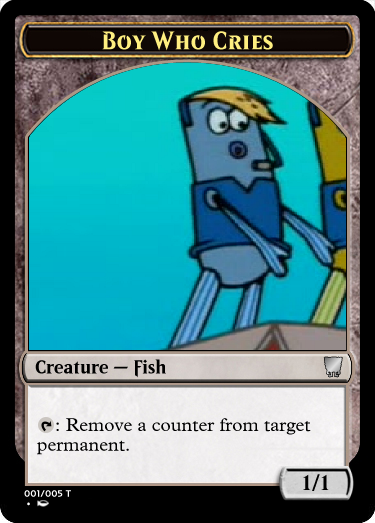 Boy Who Cries
Creature — Fish
: Remove a counter from target
permanent.
1/1
001/005 T